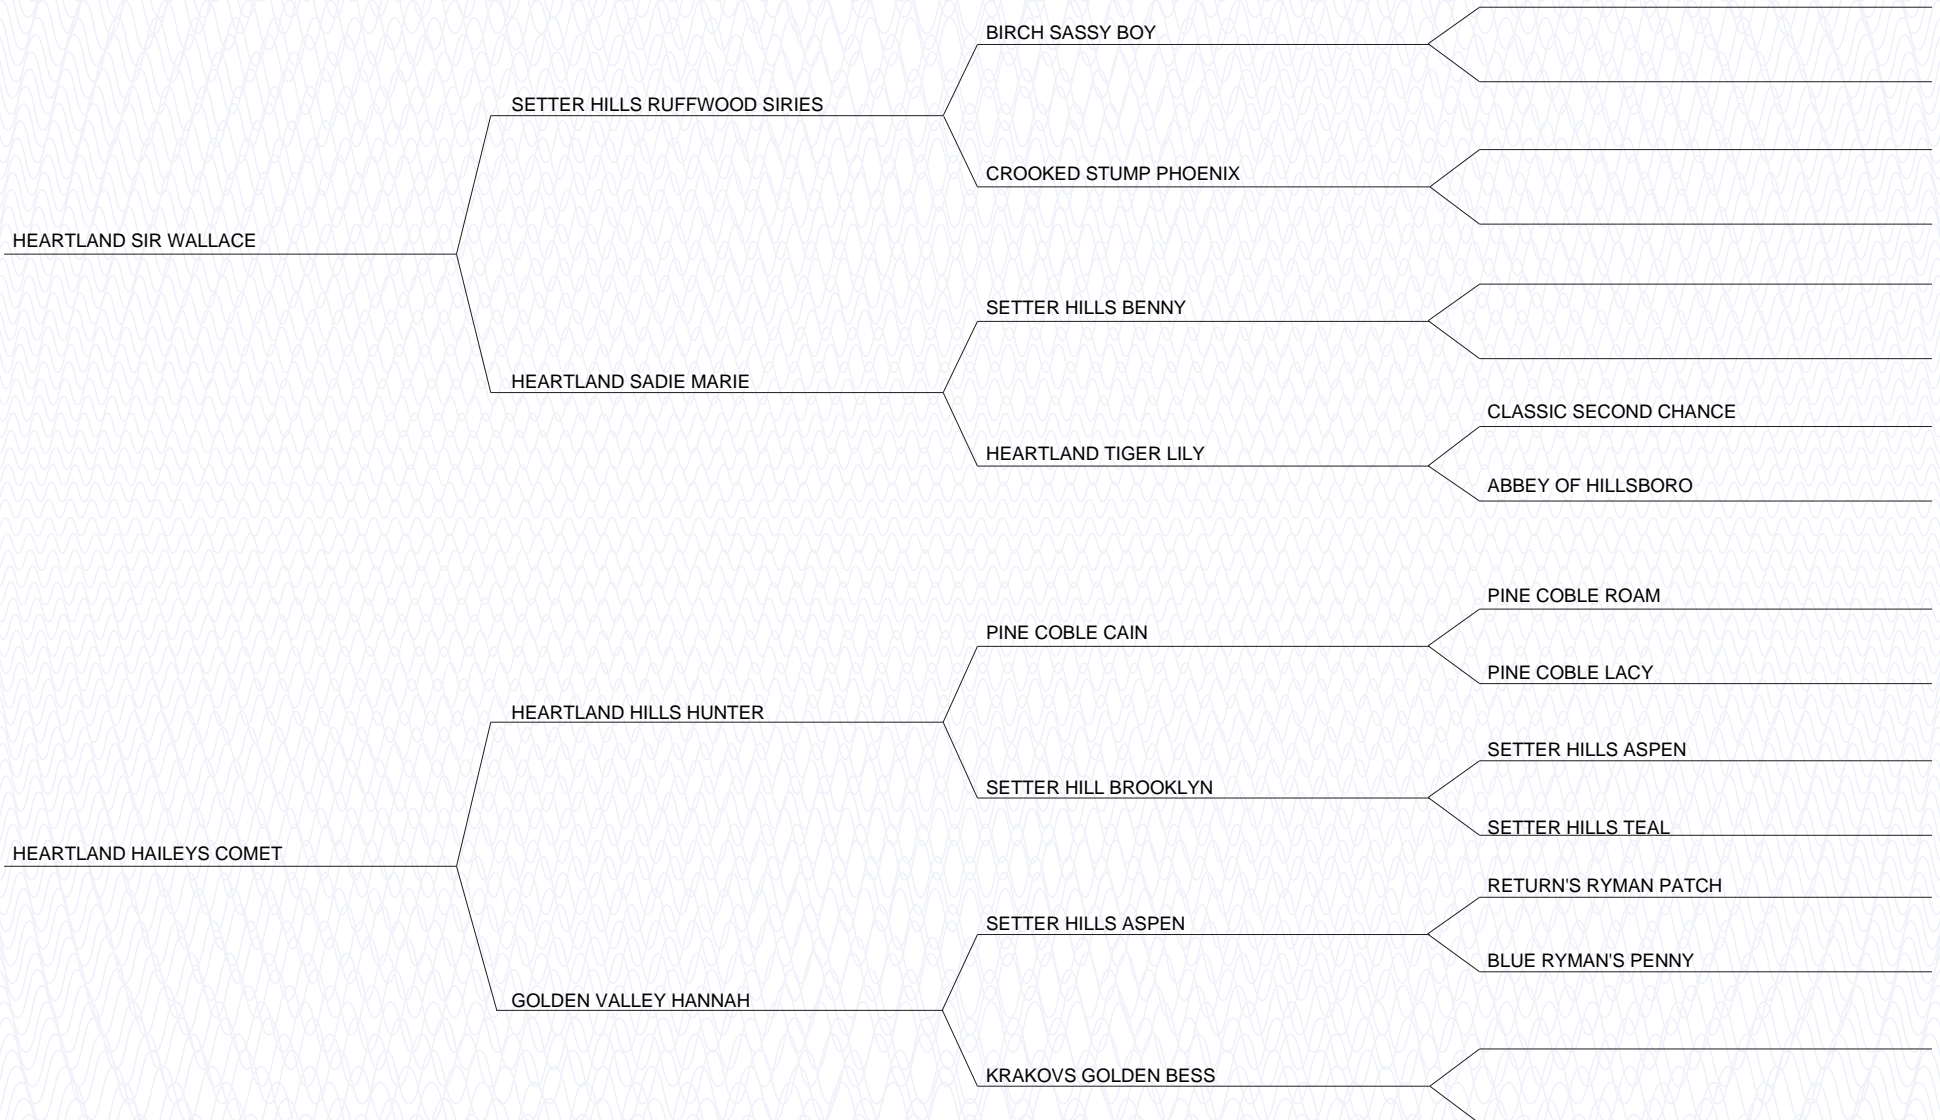 BIRCH SASSY BOY
SETTER HILLS RUFFWOOD SIRIES
CROOKED STUMP PHOENIX
HEARTLAND SIR WALLACE
SETTER HILLS BENNY
HEARTLAND SADIE MARIE
CLASSIC SECOND CHANCE
HEARTLAND TIGER LILY
ABBEY OF HILLSBORO
PINE COBLE ROAM
PINE COBLE CAIN
PINE COBLE LACY
HEARTLAND HILLS HUNTER
SETTER HILLS ASPEN
SETTER HILL BROOKLYN
SETTER HILLS TEAL
HEARTLAND HAILEYS COMET
RETURN'S RYMAN PATCH
SETTER HILLS ASPEN
BLUE RYMAN'S PENNY
GOLDEN VALLEY HANNAH
KRAKOVS GOLDEN BESS